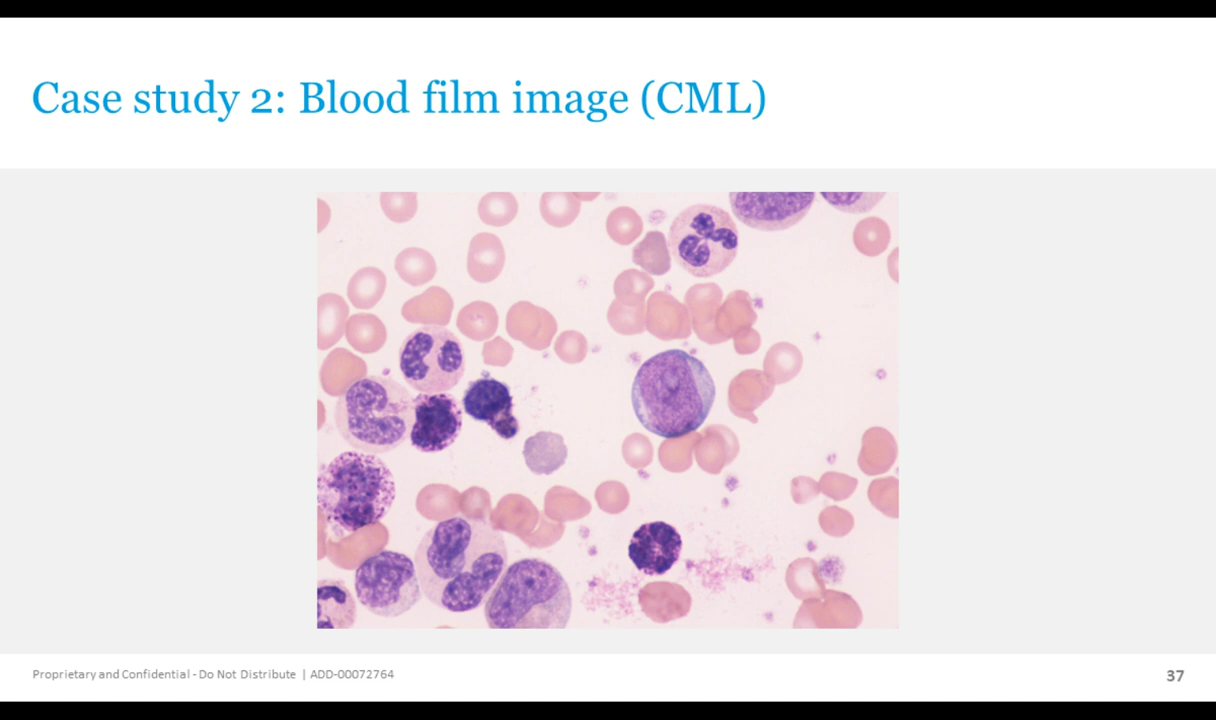 Case study 2: Blood film image (CML)
Proprietary and Confidential - Do Not Distribute | ADD-00072764
37